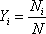 Y_i = N_i / N